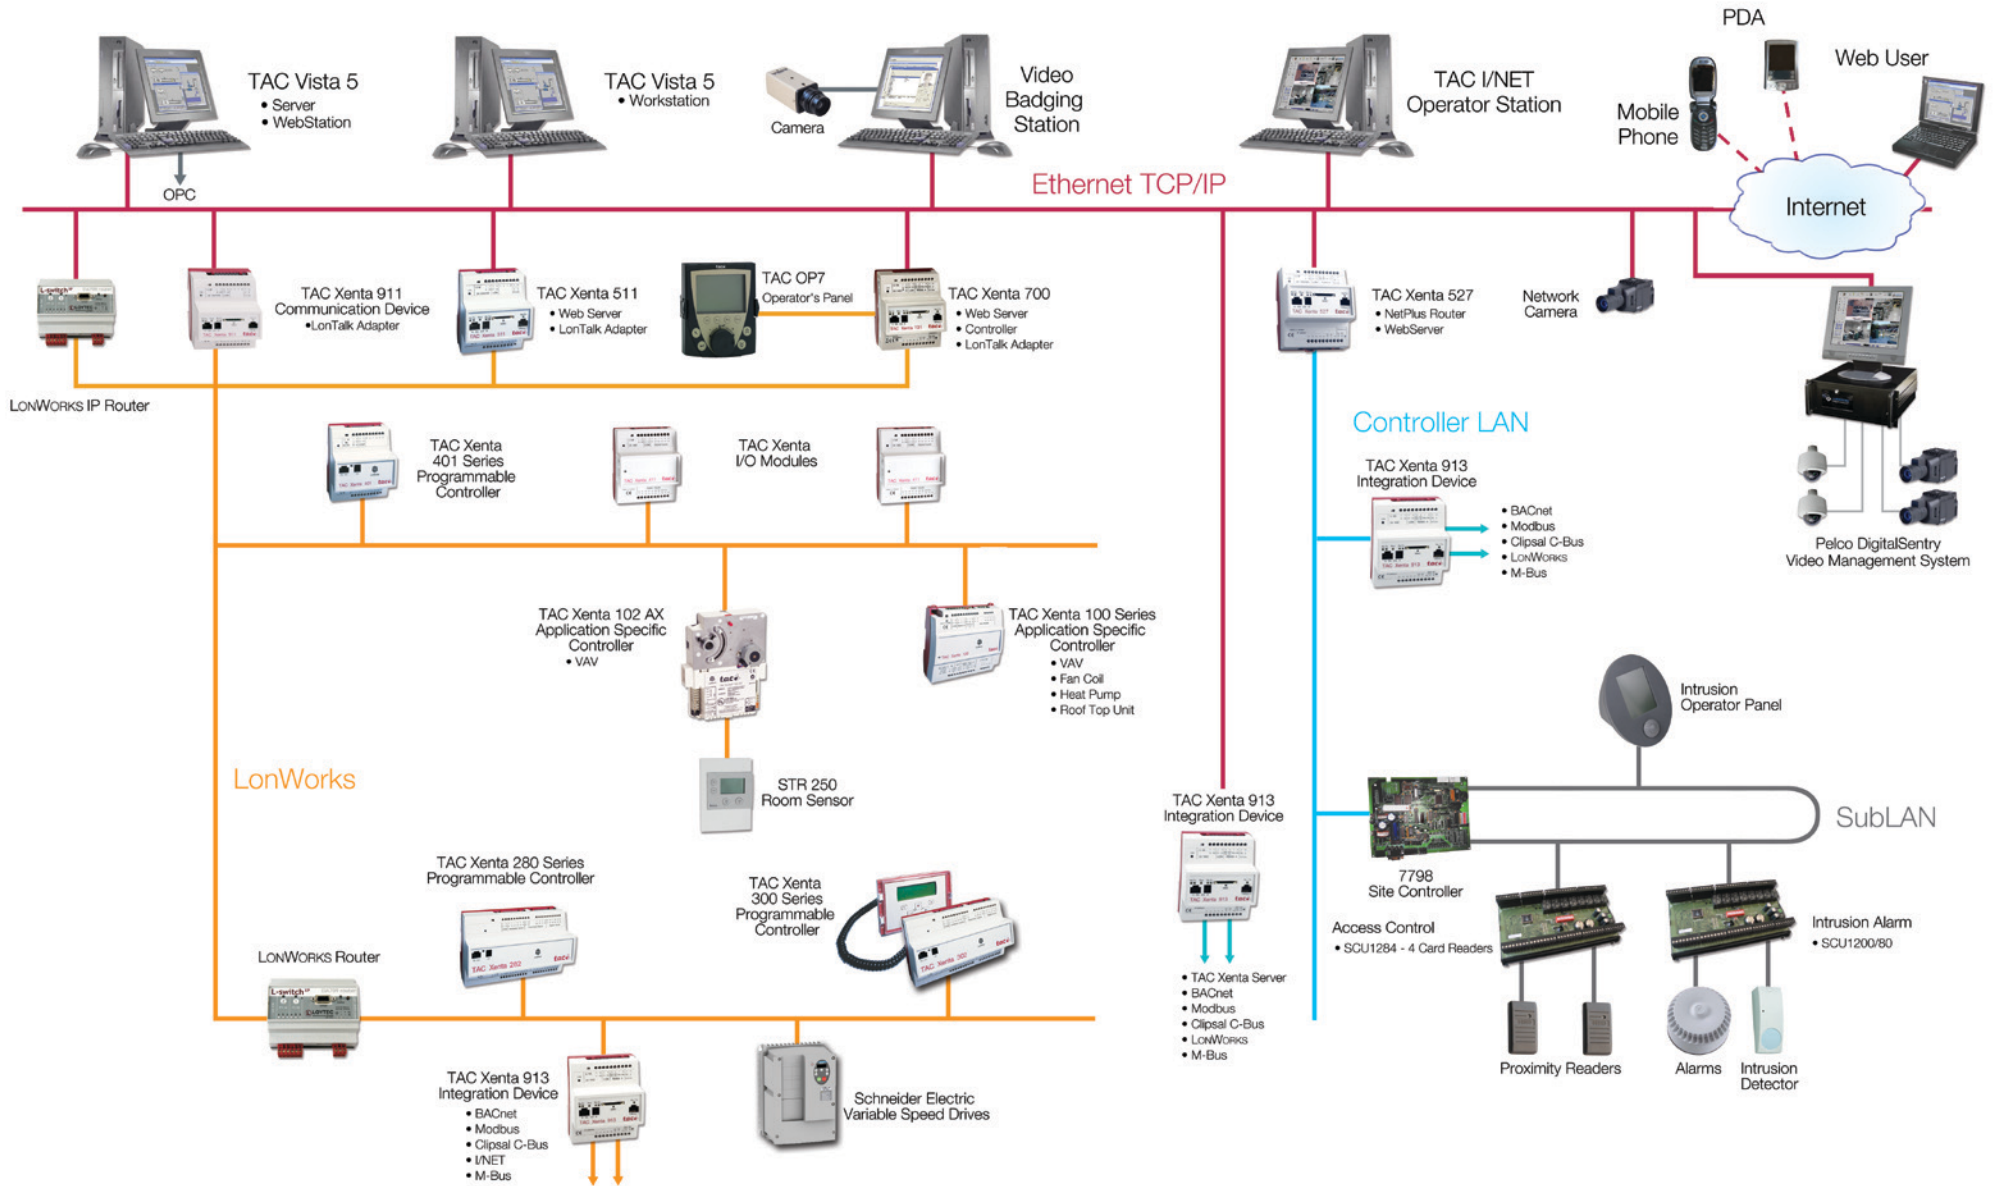 PDA
Web User
TAC Vista 5
• Server
• WebStation
TAC Vista 5
• Workstation
Camera
Video
Badging
Station
TAC I/NET
Operator Station
Mobile
Phone
OPC
Ethernet TCP/IP
Internet
L-switch
TAC Xenta 911
Communication Device
• LonTalk Adapter
TAC Xenta 511
• Web Server
• LonTalk Adapter
TAC OP7
Operator's Panel
TAC Xenta 700
• Web Server
• Controller
• LonTalk Adapter
TAC Xenta 527
• NetPlus Router
• WebServer
Network
Camera
LONWORKS IP Router
TAC Xenta
401 Series
Programmable
Controller
TAC Xenta
I/O Modules
Controller LAN
TAC Xenta 913
Integration Device
• BACnet
• Modbus
• Clipsal C-Bus
• LONWORKS
• M-Bus
Pelco DigitalSentry
Video Management System
TAC Xenta 102 AX
Application Specific
Controller
• VAV
TAC Xenta 100 Series
Application Specific
Controller
• VAV
• Fan Coil
• Heat Pump
• Roof Top Unit
Intrusion
Operator Panel
LonWorks
STR 250
Room Sensor
TAC Xenta 913
Integration Device
SubLAN
TAC Xenta 280 Series
Programmable Controller
TAC Xenta
300 Series
Programmable
Controller
7798
Site Controller
Access Control
• SCU1284 - 4 Card Readers
Intrusion Alarm
• SCU1200/80
LONWORKS Router
L-switch
LOYTEC
TAC Xenta 282
TAC Xenta 302
• TAC Xenta Server
• BACnet
• Modbus
• Clipsal C-Bus
• LONWORKS
• M-Bus
Proximity Readers
Alarms
Intrusion
Detector
TAC Xenta 913
Integration Device
• BACnet
• Modbus
• Clipsal C-Bus
• I/NET
• M-Bus
Schneider Electric
Variable Speed Drives